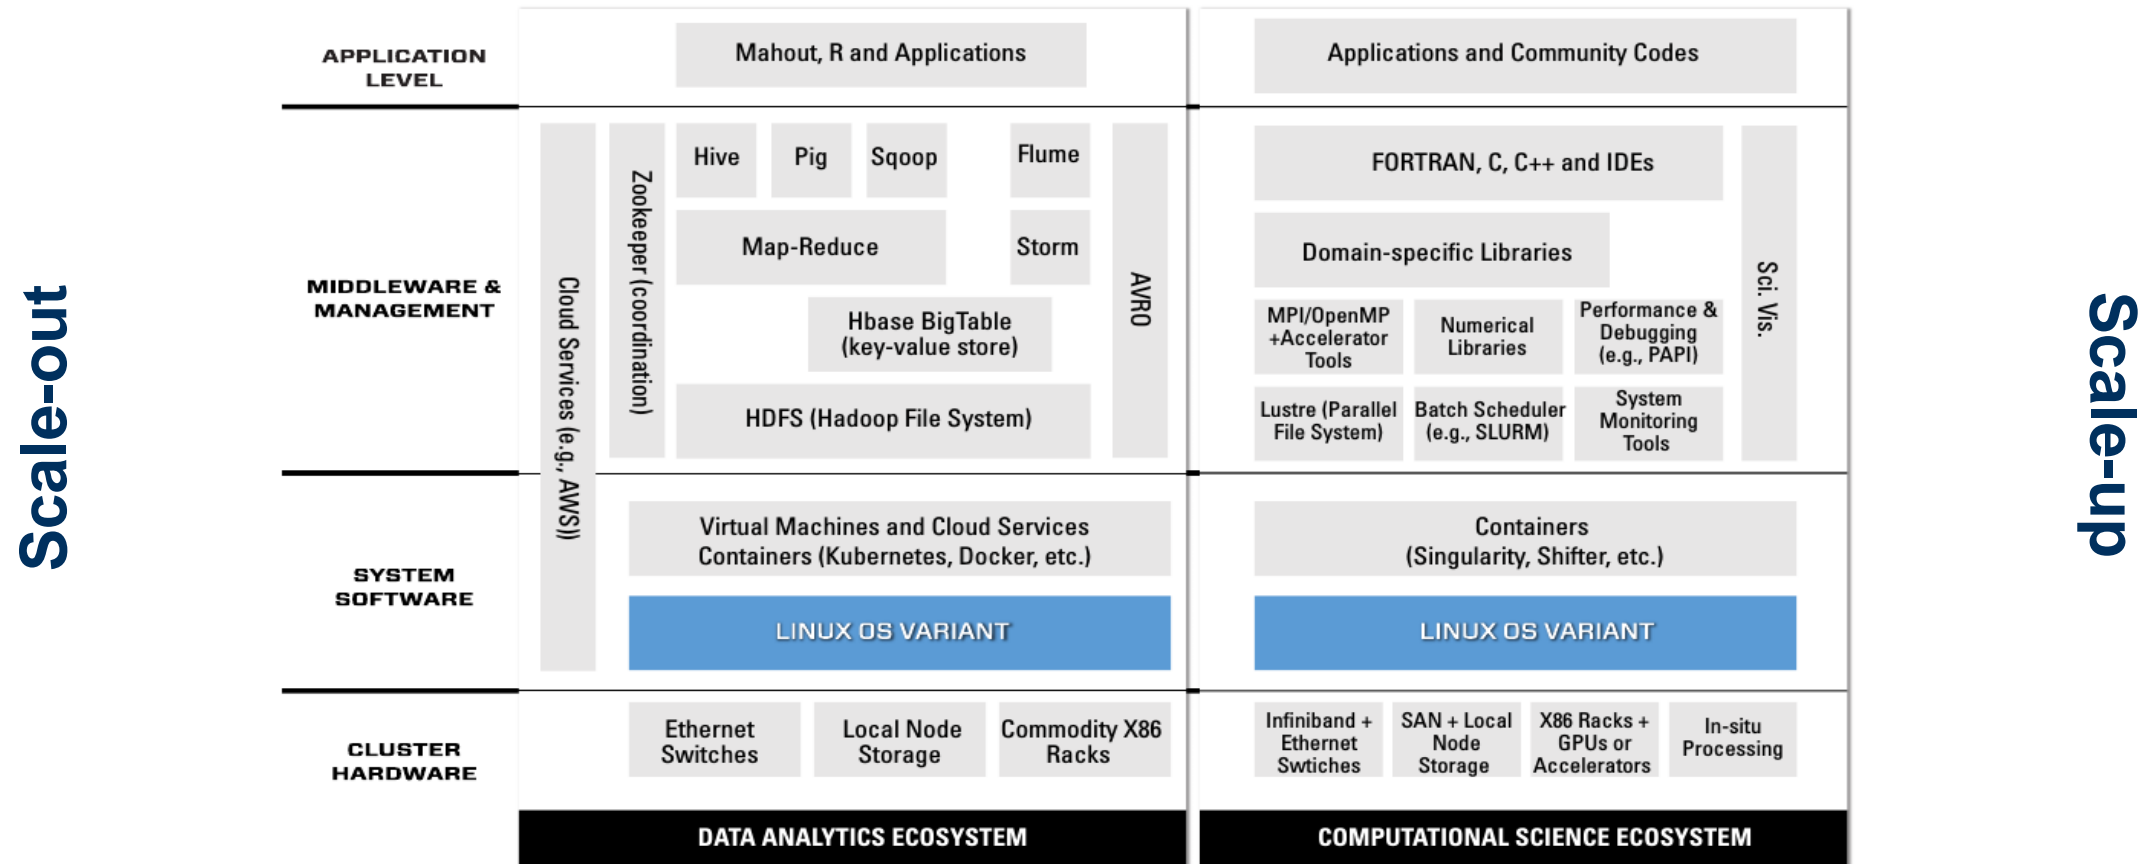 Scale-out
APPLICATION
LEVEL
Mahout, R and Applications
Applications and Community Codes
MIDDLEWARE &
MANAGEMENT
Cloud Services (e.g., AWS))
Zookeeper (coordination)
Hive
Pig
Sqoop
Flume
Map-Reduce
Storm
Hbase BigTable
(key-value store)
HDFS (Hadoop File System)
AVRO
FORTRAN, C, C++ and IDEs
Domain-specific Libraries
MPI/OpenMP
+Accelerator
Tools
Numerical
Libraries
Performance &
Debugging
(e.g., PAPI)
Lustre (Parallel
File System)
Batch Scheduler
(e.g., SLURM)
System
Monitoring
Tools
Sci. Vis.
SYSTEM
SOFTWARE
Virtual Machines and Cloud Services
Containers (Kubernetes, Docker, etc.)
LINUX OS VARIANT
Containers
(Singularity, Shifter, etc.)
LINUX OS VARIANT
CLUSTER
HARDWARE
Ethernet
Switches
Local Node
Storage
Commodity X86
Racks
Infiniband +
Ethernet
Swtiches
SAN + Local
Node
Storage
X86 Racks +
GPUs or
Accelerators
In-situ
Processing
DATA ANALYTICS ECOSYSTEM
COMPUTATIONAL SCIENCE ECOSYSTEM
Scale-up